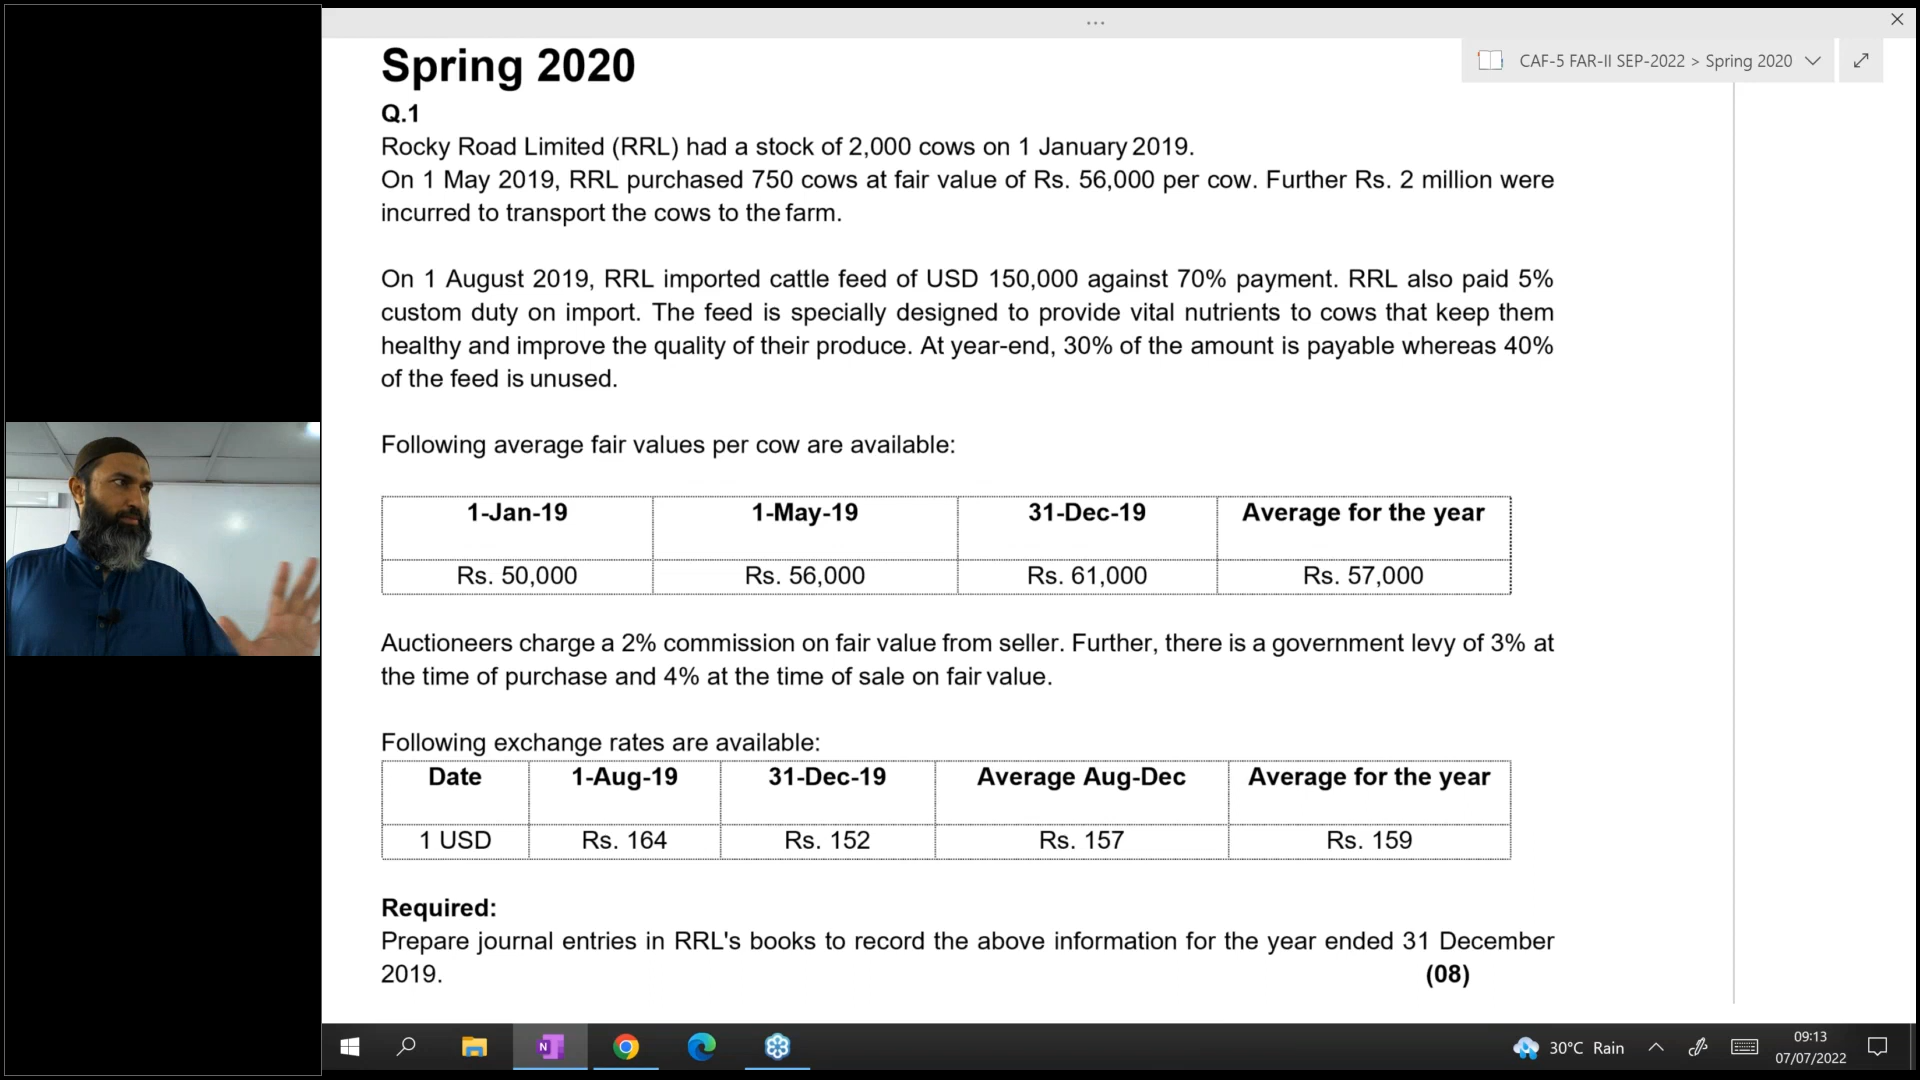 ...
Spring 2020
CAF-5 FAR-II SEP-2022 > Spring 2020
Q.1
Rocky Road Limited (RRL) had a stock of 2,000 cows on 1 January 2019.
On 1 May 2019, RRL purchased 750 cows at fair value of Rs. 56,000 per cow. Further Rs. 2 million were
incurred to transport the cows to the farm.
On 1 August 2019, RRL imported cattle feed of USD 150,000 against 70% payment. RRL also paid 5%
custom duty on import. The feed is specially designed to provide vital nutrients to cows that keep them
healthy and improve the quality of their produce. At year-end, 30% of the amount is payable whereas 40%
of the feed is unused.
Following average fair values per cow are available:
1-Jan-19 1-May-19 31-Dec-19 Average for the year
Rs. 50,000 Rs. 56,000 Rs. 61,000 Rs. 57,000
Auctioneers charge a 2% commission on fair value from seller. Further, there is a government levy of 3% at
the time of purchase and 4% at the time of sale on fair value.
Following exchange rates are available:
Date 1-Aug-19 31-Dec-19 Average Aug-Dec Average for the year
1 USD Rs. 164 Rs. 152 Rs. 157 Rs. 159
Required:
Prepare journal entries in RRL's books to record the above information for the year ended 31 December
2019. (08)
N
30°C Rain
09:13
07/07/2022